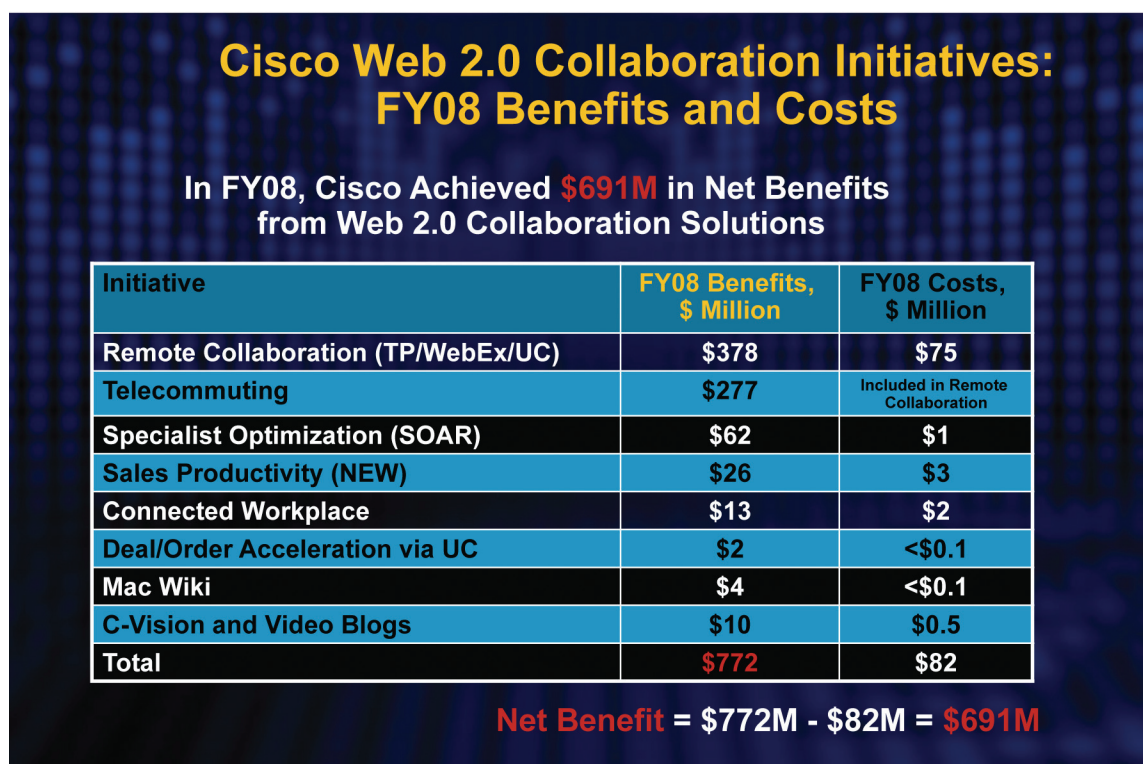 Cisco Web 2.0 Collaboration Initiatives:
FY08 Benefits and Costs
In FY08, Cisco Achieved $691M in Net Benefits
from Web 2.0 Collaboration Solutions
Initiative
FY08 Benefits,
$ Million
FY08 Costs,
$ Million
Remote Collaboration (TP/WebEx/UC) $378 $75
Telecommuting $277 Included in Remote
Collaboration
Specialist Optimization (SOAR) $62 $1
Sales Productivity (NEW) $26 $3
Connected Workplace $13 $2
Deal/Order Acceleration via UC $2 <$0.1
Mac Wiki $4 <$0.1
C-Vision and Video Blogs $10 $0.5
Total $772 $82
Net Benefit = $772M - $82M = $691M